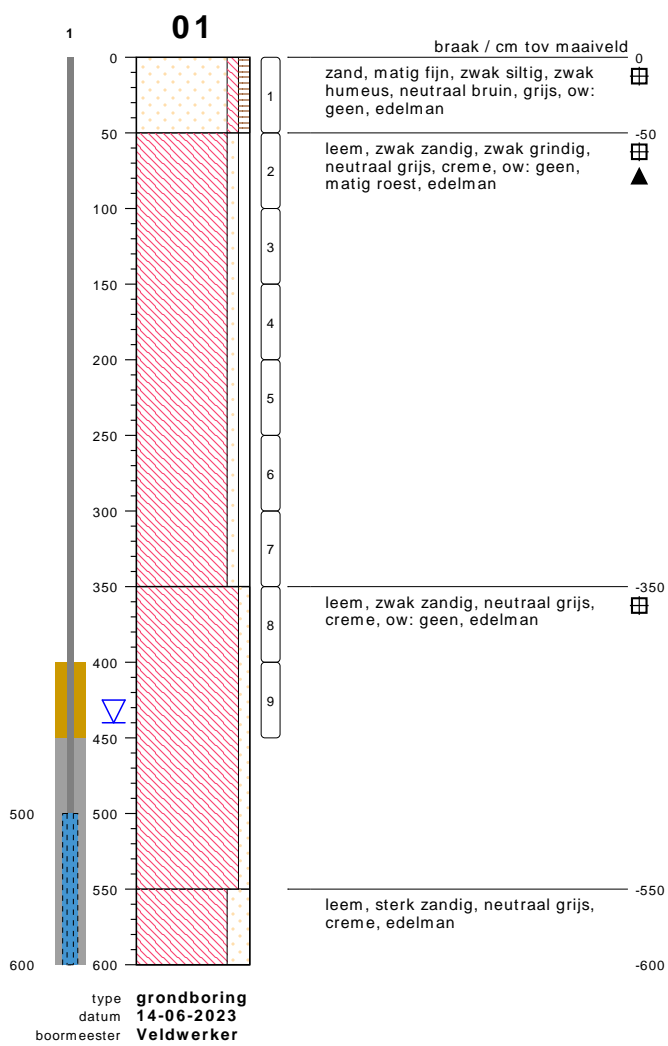 01
1
braak / cm tov maaiveld
0
0
zand, matig fijn, zwak siltig, zwak
humeus, neutraal bruin, grijs, ow:
geen, edelman
1
50
-50
leem, zwak zandig, zwak grindig,
neutraal grijs, creme, ow: geen,
matig roest, edelman
2
100
3
150
4
200
5
250
6
300
7
350
-350
leem, zwak zandig, neutraal grijs,
creme, ow: geen, edelman
8
400
9
450
500
500
550
-550
leem, sterk zandig, neutraal grijs,
creme, edelman
600
600
-600
type grondboring
datum 14-06-2023
boormeester Veldwerker